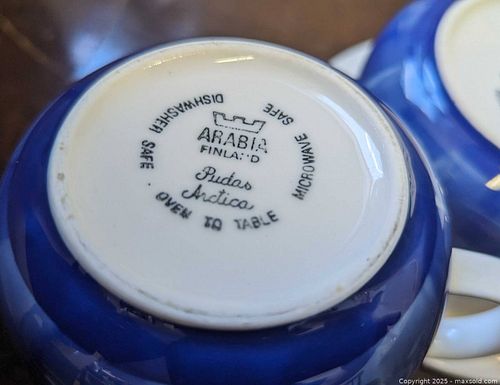 DISHWASHER SAFE
MICROWAVE SAFE
ARABIA
FINLAND
Pudas
Arctica
OVEN TO TABLE
Copyright 2025 - maxsold.com